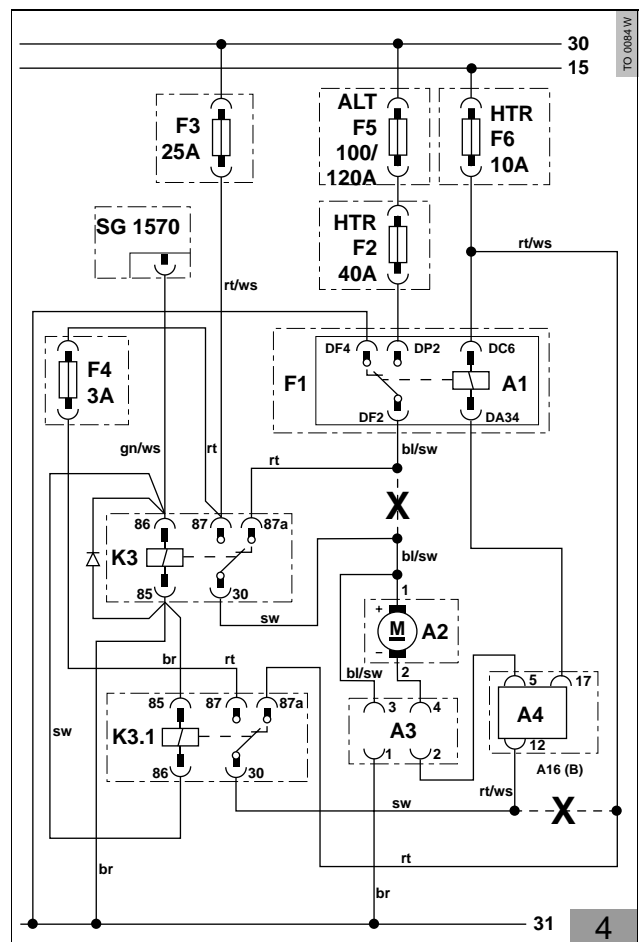 30
15
TO 0084 W
F3
25A
ALT
F5
100/
120A
HTR
F6
10A
SG 1570
HTR
F2
40A
rt/ws
rt/ws
F4
3A
DF4
DP2
DC6
F1
A1
DF2
DA34
gn/ws
rt
bl/sw
rt
X
86
87
87a
K3
bl/sw
85
30
1
sw
+
M
A2
–
br
rt
bl/sw
2
85
87
87a
3
4
5
17
sw
K3.1
A3
A4
1
2
12
86
30
A16 (B)
rt/ws
sw
X
rt
br
br
31
4